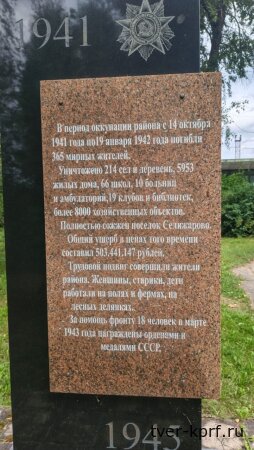 1941
В период оккупации района с 14 октября
1941 года по19 января 1942 года погибли
365 мирных жителей.
Уничтожено 214 сел и деревень, 5953
жилых дома, 66 школ, 10 больниц
и амбулаторий,19 клубов и библиотек,
более 8000 хозяйственных объектов.
Полностью сожжен поселок Селижарово.
Общий ущерб в ценах того времени
составил 503,441,147 рублей.
Трудовой подвиг совершили жители
района. Женщины, старики, дети
работали на полях и фермах, на
лесных делянках.
За помощь фронту 18 человек в марте
1943 года награждены орденами и
медалями СССР.
1945
tver-kprf.ru